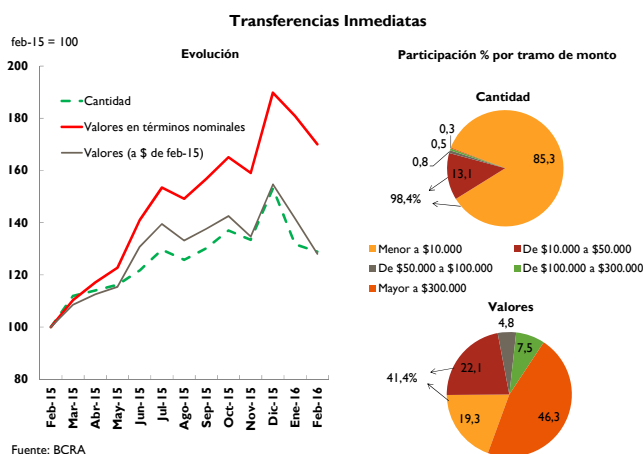 Transferencias Inmediatas
feb-15 = 100
Evolución
200
180
160
140
120
100
80
Cantidad
Valores en términos nominales
Valores (a $ de feb-15)
Feb-15
Mar-15
Abr-15
May-15
Jun-15
Jul-15
Ago-15
Sep-15
Oct-15
Nov-15
Dic-15
Ene-16
Feb-16
Fuente: BCRA
Participación % por tramo de monto
Cantidad
0,3
0,5
0,8
13,1
85,3
98,4%
Menor a $10.000
De $10.000 a $50.000
De $50.000 a $100.000
De $100.000 a $300.000
Mayor a $300.000
Valores
4,8
7,5
22,1
41,4%
19,3
46,3